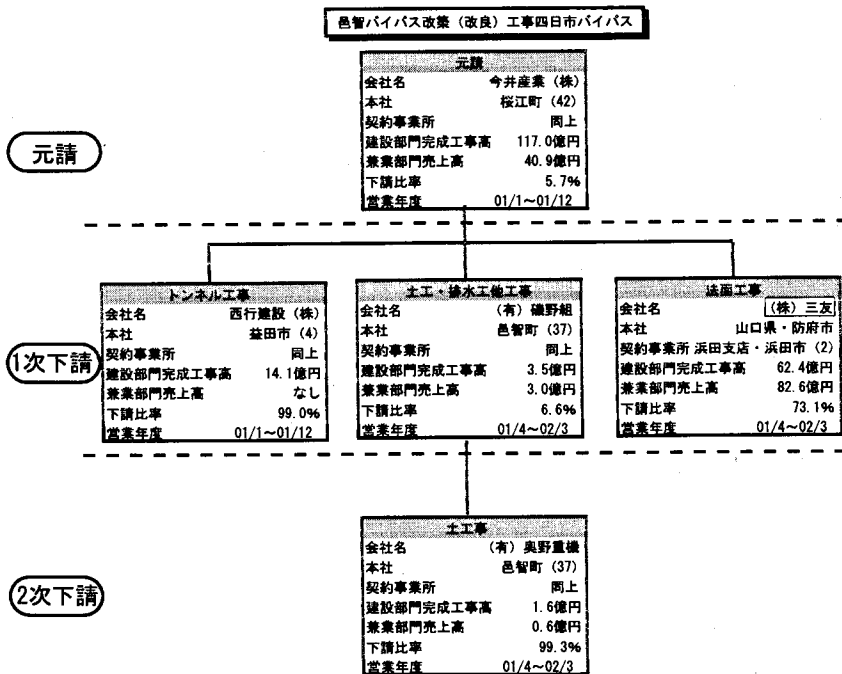 邑智バイパス改築（改良）工事四日市バイパス
元請
元請
会社名 今井産業（株）
本社 桜江町（42）
契約事業所 同上
建設部門完成工事高 117.0億円
兼業部門売上高 40.9億円
下請比率 5.7%
営業年度 01/1～01/12
1次下請
トンネル工事
会社名 西行建設（株）
本社 益田市（4）
契約事業所 同上
建設部門完成工事高 14.1億円
兼業部門売上高 なし
下請比率 99.0%
営業年度 01/1～01/12
土工・排水工他工事
会社名 （有）磯野組
本社 邑智町（37）
契約事業所 同上
建設部門完成工事高 3.5億円
兼業部門売上高 3.0億円
下請比率 6.6%
営業年度 01/4～02/3
法面工事
会社名 （株）三友
本社 山口県・防府市
契約事業所 浜田支店・浜田市（2）
建設部門完成工事高 62.4億円
兼業部門売上高 82.6億円
下請比率 73.1%
営業年度 01/4～02/3
2次下請
土工事
会社名 （有）奥野重機
本社 邑智町（37）
契約事業所 同上
建設部門完成工事高 1.6億円
兼業部門売上高 0.6億円
下請比率 99.3%
営業年度 01/4～02/3